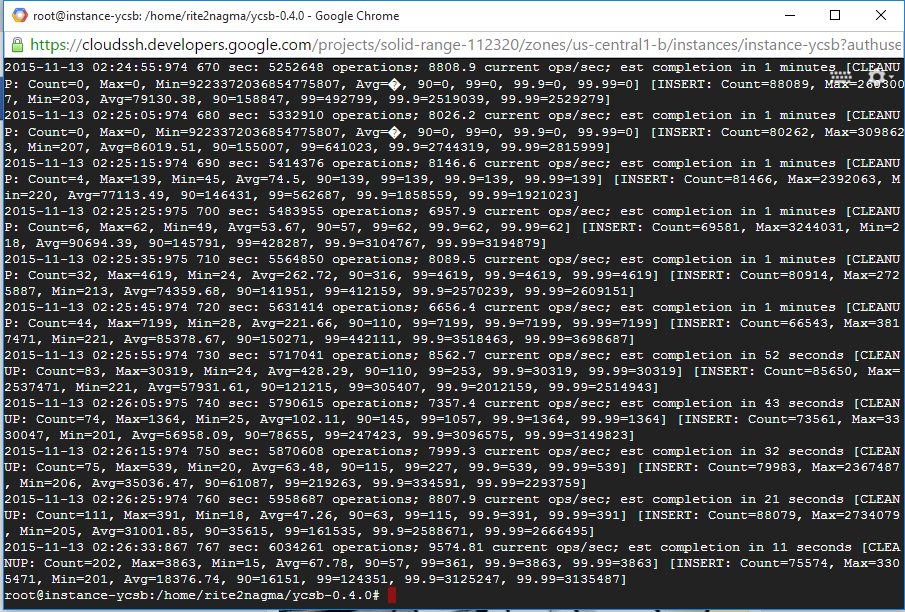 root@instance-ycsb: /home/rite2nagma/ycsb-0.4.0 - Google Chrome
https://cloudssh.developers.google.com/projects/solid-range-112320/zones/us-central1-b/instances/instance-ycsb?authuse
2015-11-13 02:24:55:974 670 sec: 5252648 operations; 8808.9 current ops/sec; est completion in 1 minutes [CLEANU
P: Count=0, Max=0, Min=9223372036854775807, Avg=�, 90=0, 99=0, 99.9=0, 99.99=0] [INSERT: Count=88089, Max=269300
7, Min=203, Avg=79130.38, 90=158847, 99=492799, 99.9=2519039, 99.99=2529279]
2015-11-13 02:25:05:974 680 sec: 5332910 operations; 8026.2 current ops/sec; est completion in 1 minutes [CLEANU
P: Count=0, Max=0, Min=9223372036854775807, Avg=�, 90=0, 99=0, 99.9=0, 99.99=0] [INSERT: Count=80262, Max=309862
3, Min=207, Avg=86019.51, 90=155007, 99=641023, 99.9=2744319, 99.99=2815999]
2015-11-13 02:25:15:974 690 sec: 5414376 operations; 8146.6 current ops/sec; est completion in 1 minutes [CLEANU
P: Count=4, Max=139, Min=45, Avg=74.5, 90=139, 99=139, 99.9=139, 99.99=139] [INSERT: Count=81466, Max=2392063, M
in=220, Avg=77113.49, 90=146431, 99=562687, 99.9=1858559, 99.99=1921023]
2015-11-13 02:25:25:974 700 sec: 5483955 operations; 6957.9 current ops/sec; est completion in 1 minutes [CLEANU
P: Count=6, Max=62, Min=49, Avg=53.67, 90=57, 99=62, 99.9=62, 99.99=62] [INSERT: Count=69581, Max=3244031, Min=2
18, Avg=90694.39, 90=145791, 99=428287, 99.9=3104767, 99.99=3194879]
2015-11-13 02:25:35:974 710 sec: 5564850 operations; 8089.5 current ops/sec; est completion in 1 minutes [CLEANU
P: Count=32, Max=4619, Min=24, Avg=262.72, 90=316, 99=4619, 99.9=4619, 99.99=4619] [INSERT: Count=80914, Max=272
5887, Min=213, Avg=74359.68, 90=141951, 99=412159, 99.9=2570239, 99.99=2609151]
2015-11-13 02:25:45:974 720 sec: 5631414 operations; 6656.4 current ops/sec; est completion in 1 minutes [CLEANU
P: Count=44, Max=7199, Min=28, Avg=221.66, 90=110, 99=7199, 99.9=7199, 99.99=7199] [INSERT: Count=66543, Max=381
7471, Min=221, Avg=85378.67, 90=150271, 99=442111, 99.9=3518463, 99.99=3698687]
2015-11-13 02:25:55:974 730 sec: 5717041 operations; 8562.7 current ops/sec; est completion in 52 seconds [CLEAN
UP: Count=83, Max=30319, Min=24, Avg=428.29, 90=110, 99=253, 99.9=30319, 99.99=30319] [INSERT: Count=85650, Max=
2537471, Min=221, Avg=57931.61, 90=121215, 99=305407, 99.9=2012159, 99.99=2514943]
2015-11-13 02:26:05:974 740 sec: 5790615 operations; 7357.4 current ops/sec; est completion in 43 seconds [CLEAN
UP: Count=74, Max=1364, Min=25, Avg=102.11, 90=145, 99=1057, 99.9=1364, 99.99=1364] [INSERT: Count=73561, Max=33
30047, Min=201, Avg=56958.09, 90=78655, 99=247423, 99.9=3096575, 99.99=3149823]
2015-11-13 02:26:15:974 750 sec: 5870608 operations; 7999.3 current ops/sec; est completion in 32 seconds [CLEAN
UP: Count=75, Max=539, Min=20, Avg=63.48, 90=115, 99=227, 99.9=539, 99.99=539] [INSERT: Count=79983, Max=2367487
, Min=206, Avg=35036.47, 90=61087, 99=219263, 99.9=334591, 99.99=2293759]
2015-11-13 02:26:25:974 760 sec: 5958687 operations; 8807.9 current ops/sec; est completion in 21 seconds [CLEAN
UP: Count=111, Max=391, Min=18, Avg=47.26, 90=63, 99=115, 99.9=391, 99.99=391] [INSERT: Count=88079, Max=2734079
, Min=205, Avg=31001.85, 90=35615, 99=161535, 99.9=2588671, 99.99=2666495]
2015-11-13 02:26:33:867 767 sec: 6034261 operations; 9574.81 current ops/sec; est completion in 11 seconds [CLEA
NUP: Count=202, Max=3863, Min=15, Avg=67.78, 90=57, 99=361, 99.9=3863, 99.99=3863] [INSERT: Count=75574, Max=330
5471, Min=201, Avg=18376.74, 90=16151, 99=124351, 99.9=3125247, 99.99=3135487]
root@instance-ycsb:/home/rite2nagma/ycsb-0.4.0#